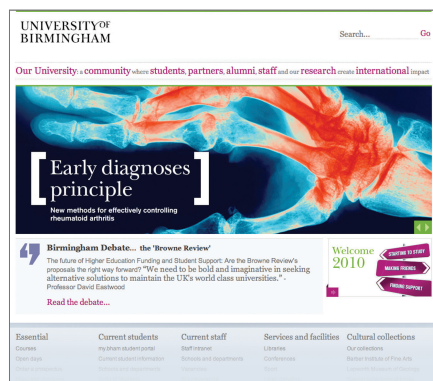 UNIVERSITY OF
BIRMINGHAM
Search...
Go
Our University: a community where students, partners, alumni, staff and our research create international impact
Early diagnoses
principle
New methods for effectively controlling
rheumatoid arthritis
Birmingham Debate... the 'Browne Review'
The future of Higher Education Funding and Student Support: Are the Browne Review's
proposals the right way forward? "We need to be bold and imaginative in seeking
alternative solutions to maintain the UK's world class universities." -
Professor David Eastwood
Read the debate...
Welcome
2010
STARTING TO STAFF
MAKING FRIENDS
FINDING SUPPORT
Essential
Current students
Current staff
Services and facilities
Cultural collections
Courses
my.bham student portal
Staff intranet
Libraries
Our collections
Open days
Current student information
Schools and departments
Conferences
Barber Institute of Fine Arts
Schools and departments